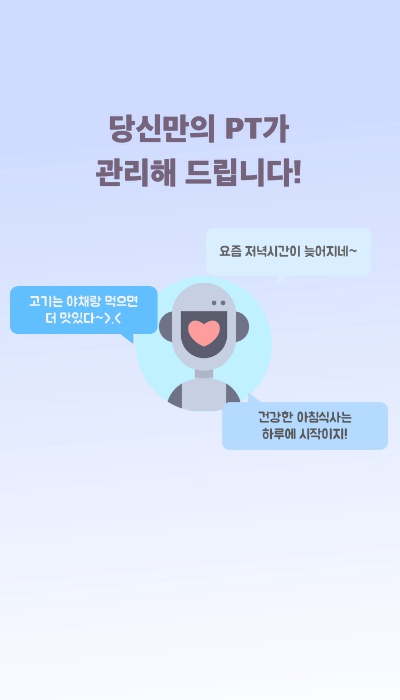 당신만의 PT가
관리해 드립니다!
요즘 저녁시간이 늦어지네~
고기는 야채랑 먹으면
더 맛있다~>.<
건강한 아침식사는
하루에 시작이지!